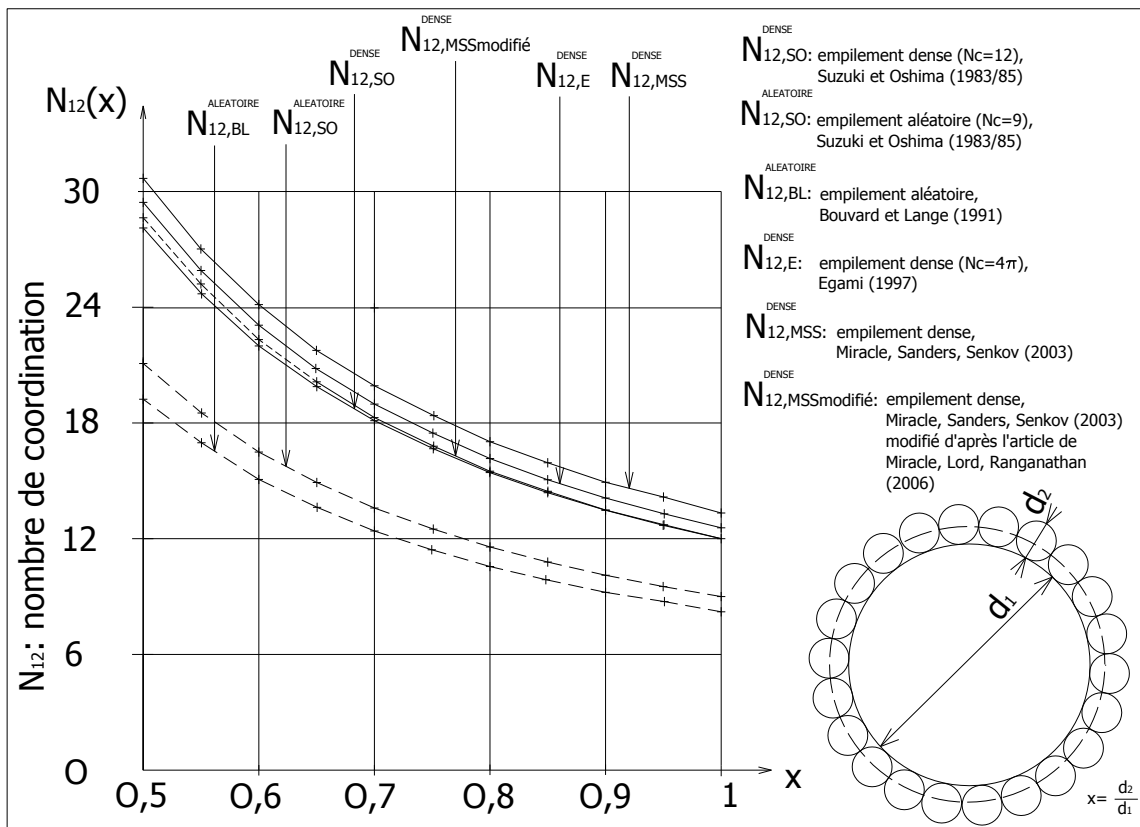 DENSE
N12,MSSmodifié
DENSE
N12,SO
DENSE
N12,E
DENSE
N12,MSS
ALEATOIRE
N12,BL
ALEATOIRE
N12,SO
N12(x)
30
24
18
12
6
O
O,5
O,6
O,7
O,8
O,9
1
x
N12: nombre de coordination
DENSE
N12,SO: empilement dense (Nc=12),
Suzuki et Oshima (1983/85)
ALEATOIRE
N12,SO: empilement aléatoire (Nc=9),
Suzuki et Oshima (1983/85)
ALEATOIRE
N12,BL: empilement aléatoire,
Bouvard et Lange (1991)
DENSE
N12,E: empilement dense (Nc=4π),
Egami (1997)
DENSE
N12,MSS: empilement dense,
Miracle, Sanders, Senkov (2003)
DENSE
N12,MSSmodifié: empilement dense,
Miracle, Sanders, Senkov (2003)
modifié d'après l'article de
Miracle, Lord, Ranganathan
(2006)
d2
d1
x= d2
d1